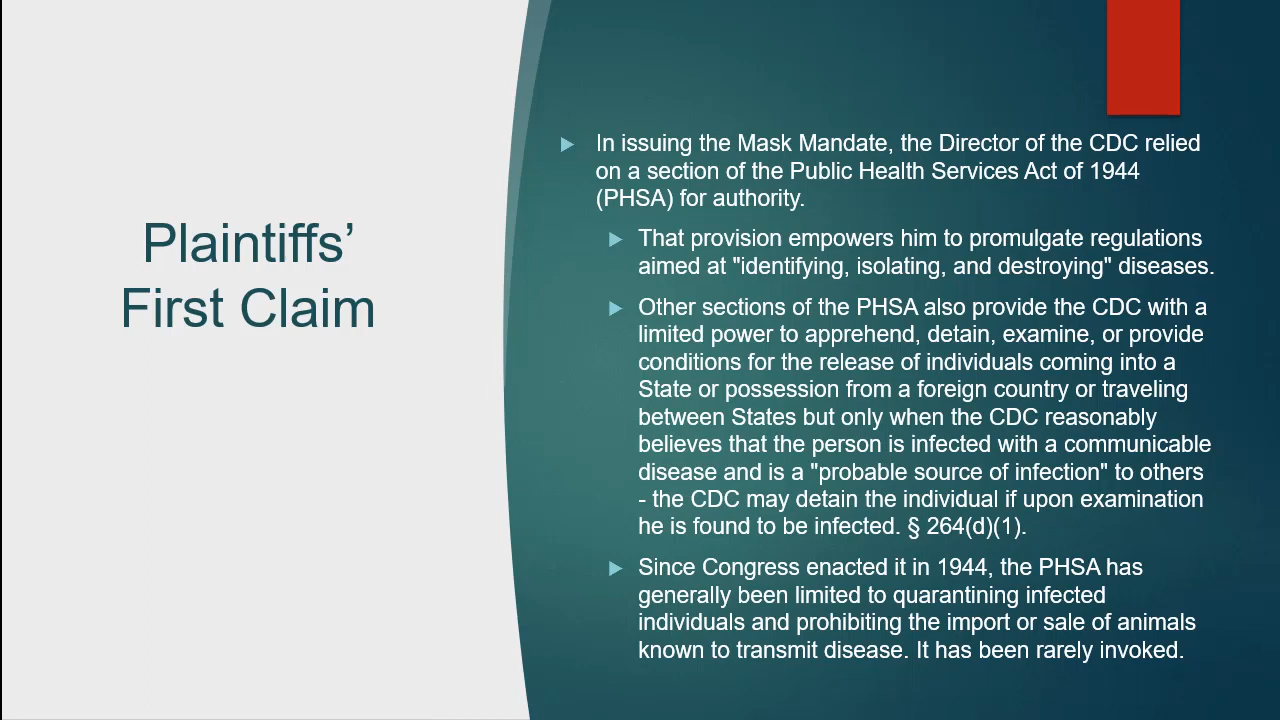 Plaintiffs’
First Claim
In issuing the Mask Mandate, the Director of the CDC relied
on a section of the Public Health Services Act of 1944
(PHSA) for authority.
That provision empowers him to promulgate regulations
aimed at "identifying, isolating, and destroying" diseases.
Other sections of the PHSA also provide the CDC with a
limited power to apprehend, detain, examine, or provide
conditions for the release of individuals coming into a
State or possession from a foreign country or traveling
between States but only when the CDC reasonably
believes that the person is infected with a communicable
disease and is a "probable source of infection" to others
- the CDC may detain the individual if upon examination
he is found to be infected. § 264(d)(1).
Since Congress enacted it in 1944, the PHSA has
generally been limited to quarantining infected
individuals and prohibiting the import or sale of animals
known to transmit disease. It has been rarely invoked.